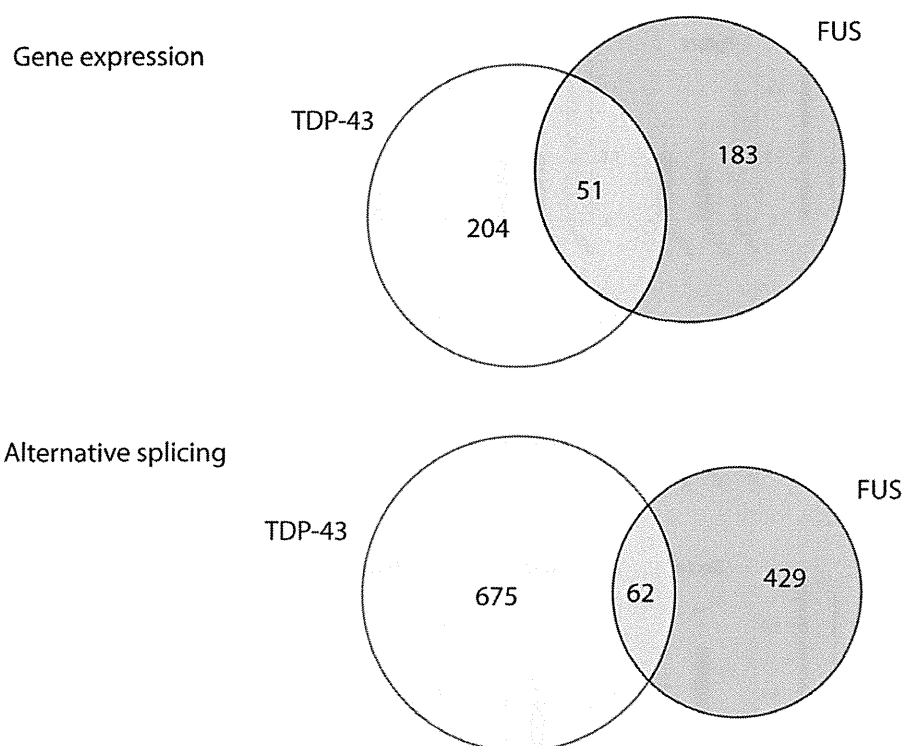 Gene expression
FUS
TDP-43
183
51
204
Alternative splicing
FUS
TDP-43
429
62
675